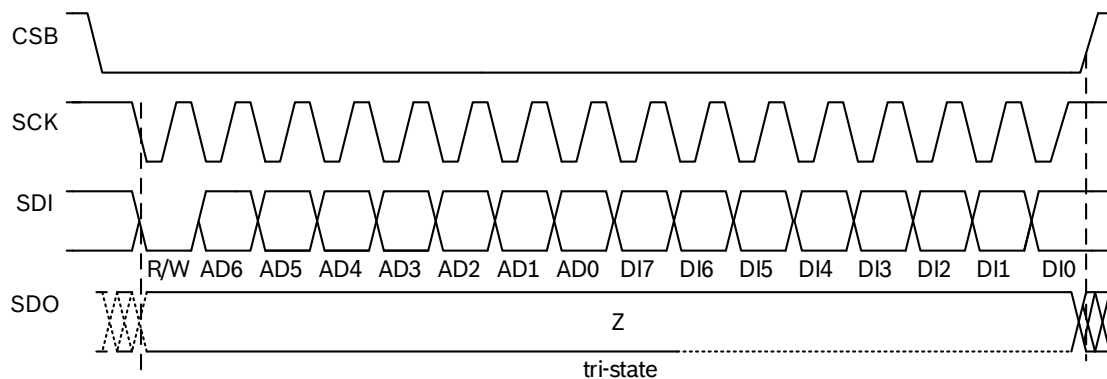 CSB
SCK
SDI
R/W AD6 AD5 AD4 AD3 AD2 AD1 AD0 DI7 DI6 DI5 DI4 DI3 DI2 DI1 DI0
SDO
Z
tri-state